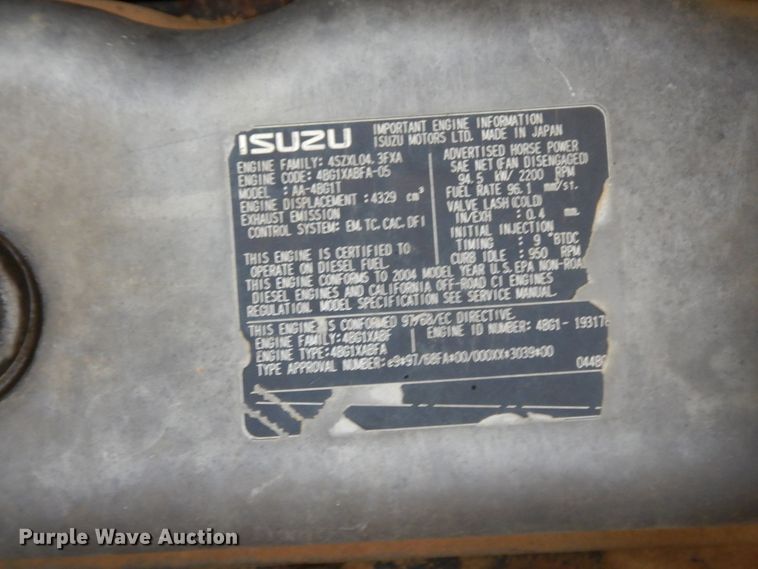 ISUZU
IMPORTANT ENGINE INFORMATION
ISUZU MOTORS LTD. MADE IN JAPAN
ENGINE FAMILY: 4SZXL04.3FXA
ENGINE CODE: 4BG1XABFA-05
MODEL : AA-4BG1T
ENGINE DISPLACEMENT :4329 cm³
EXHAUST EMISSION
CONTROL SYSTEM: EM,TC,CAC,DFI
ADVERTISED HORSE POWER
SAE NET (FAN DISENGAGED)
94.5 kW/ 2200 RPM
FUEL RATE 96.1 mm³/st.
VALVE LASH (COLD)
IN/EXH : 0.4 mm
INITIAL INJECTION
TIMING : 9 °BTDC
CURB IDLE : 950 RPM
THIS ENGINE IS CERTIFIED TO
OPERATE ON DIESEL FUEL.
THIS ENGINE CONFORMS TO 2004 MODEL YEAR U.S.EPA NON-ROA
DIESEL ENGINES AND CALIFORNIA OFF-ROAD C1 ENGINES
REGULATION. MODEL SPECIFICATION SEE SERVICE MANUAL.
THIS ENGINE IS CONFORMED 97/68/EC DIRECTIVE.
ENGINE FAMILY: 4BG1XABF
ENGINE ID NUMBER: 4BG1- 19317
ENGINE TYPE: 4BG1XABFA
TYPE APPROVAL NUMBER: e9*97/68FA*00/000XX*3039*00
Purple Wave Auction